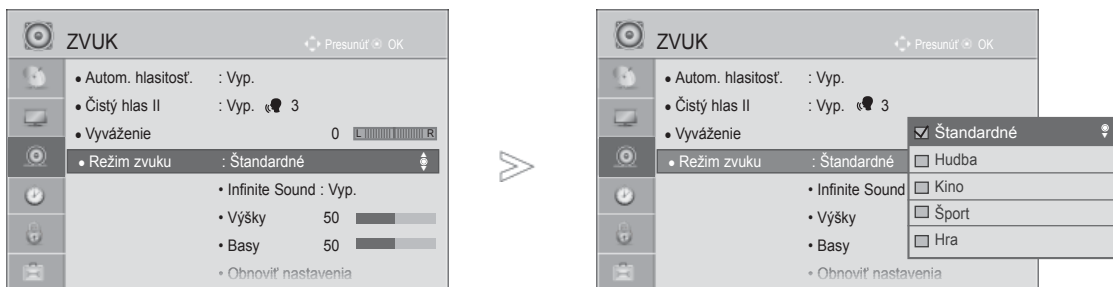 ZVUK
Presunúť OK
• Autom. hlasitosť. : Vyp.
• Čistý hlas II : Vyp. 3
• Vyváženie 0 L R
• Režim zvuku : Štandardné
• Infinite Sound : Vyp.
• Výšky 50
• Basy 50
• Obnoviť nastavenia
>
ZVUK
Presunúť OK
• Autom. hlasitosť. : Vyp.
• Čistý hlas II : Vyp. 3
• Vyváženie
• Režim zvuku : Štandardné
• Infinite Sound
• Výšky
• Basy
• Obnoviť nastavenia
Štandardné
Hudba
Kino
Šport
Hra